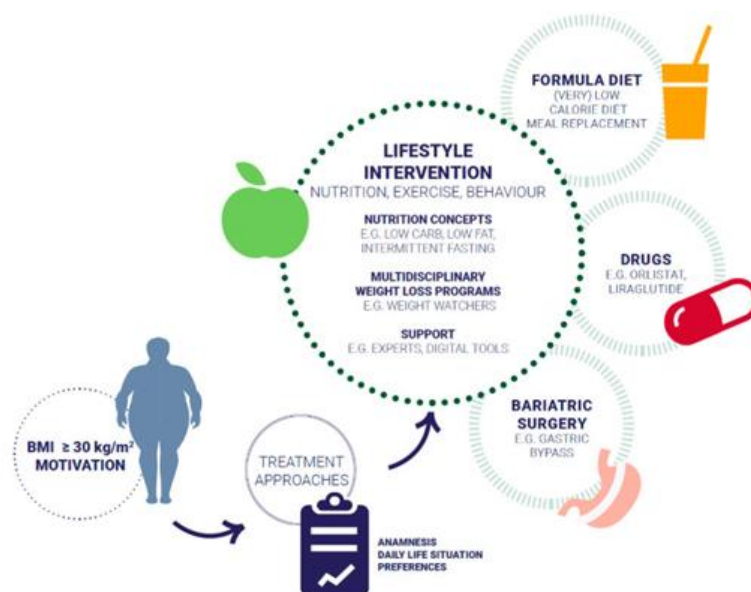 FORMULA DIET
(VERY) LOW
CALORIE DIET
MEAL REPLACEMENT
LIFESTYLE
INTERVENTION
NUTRITION, EXERCISE, BEHAVIOUR
NUTRITION CONCEPTS
E.G. LOW CARB, LOW FAT,
INTERMITTENT FASTING
MULTIDISCIPLINARY
WEIGHT LOSS PROGRAMS
E.G. WEIGHT WATCHERS
SUPPORT
E.G. EXPERTS, DIGITAL TOOLS
DRUGS
E.G. ORLISTAT,
LIRAGLUTIDE
BARIATRIC
SURGERY
E.G. GASTRIC
BYPASS
BMI ≥ 30 kg/m²
MOTIVATION
TREATMENT
APPROACHES
ANAMNESIS
DAILY LIFE SITUATION
PREFERENCES